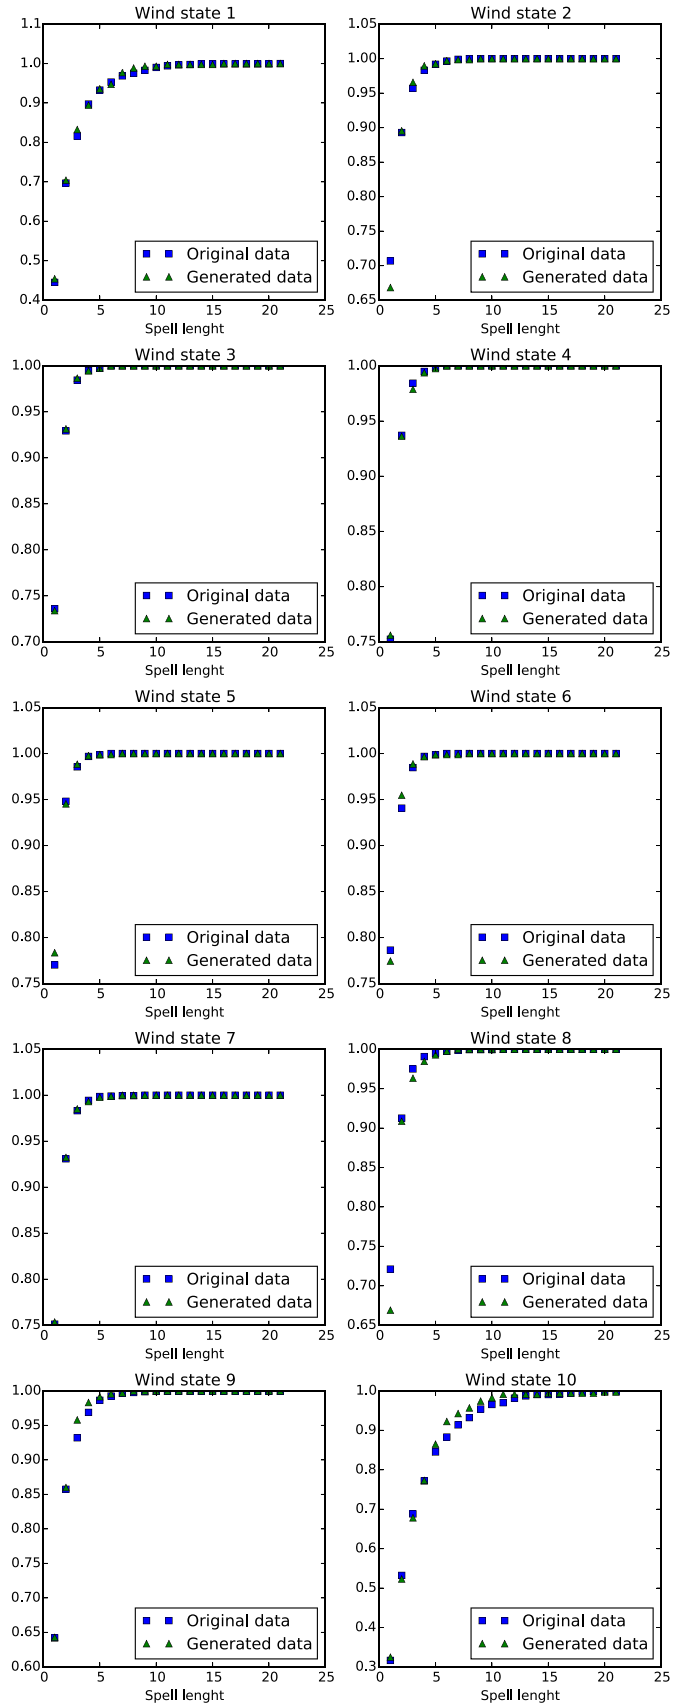 Wind state 1
1.1
1.0
0.9
0.8
0.7
0.6
0.5
0.4
0 5 10 15 20 25
Spell lenght
Original data
Generated data
Wind state 2
1.05
1.00
0.95
0.90
0.85
0.80
0.75
0.70
0.65
0 5 10 15 20 25
Spell lenght
Original data
Generated data
Wind state 3
1.00
0.95
0.90
0.85
0.80
0.75
0.70
0 5 10 15 20 25
Spell lenght
Original data
Generated data
Wind state 4
1.00
0.95
0.90
0.85
0.80
0.75
0 5 10 15 20 25
Spell lenght
Original data
Generated data
Wind state 5
1.05
1.00
0.95
0.90
0.85
0.80
0.75
0 5 10 15 20 25
Spell lenght
Original data
Generated data
Wind state 6
1.05
1.00
0.95
0.90
0.85
0.80
0.75
0 5 10 15 20 25
Spell lenght
Original data
Generated data
Wind state 7
1.05
1.00
0.95
0.90
0.85
0.80
0.75
0 5 10 15 20 25
Spell lenght
Original data
Generated data
Wind state 8
1.00
0.95
0.90
0.85
0.80
0.75
0.70
0.65
0 5 10 15 20 25
Spell lenght
Original data
Generated data
Wind state 9
1.00
0.95
0.90
0.85
0.80
0.75
0.70
0.65
0.60
0 5 10 15 20 25
Spell lenght
Original data
Generated data
Wind state 10
1.0
0.9
0.8
0.7
0.6
0.5
0.4
0.3
0 5 10 15 20 25
Spell lenght
Original data
Generated data